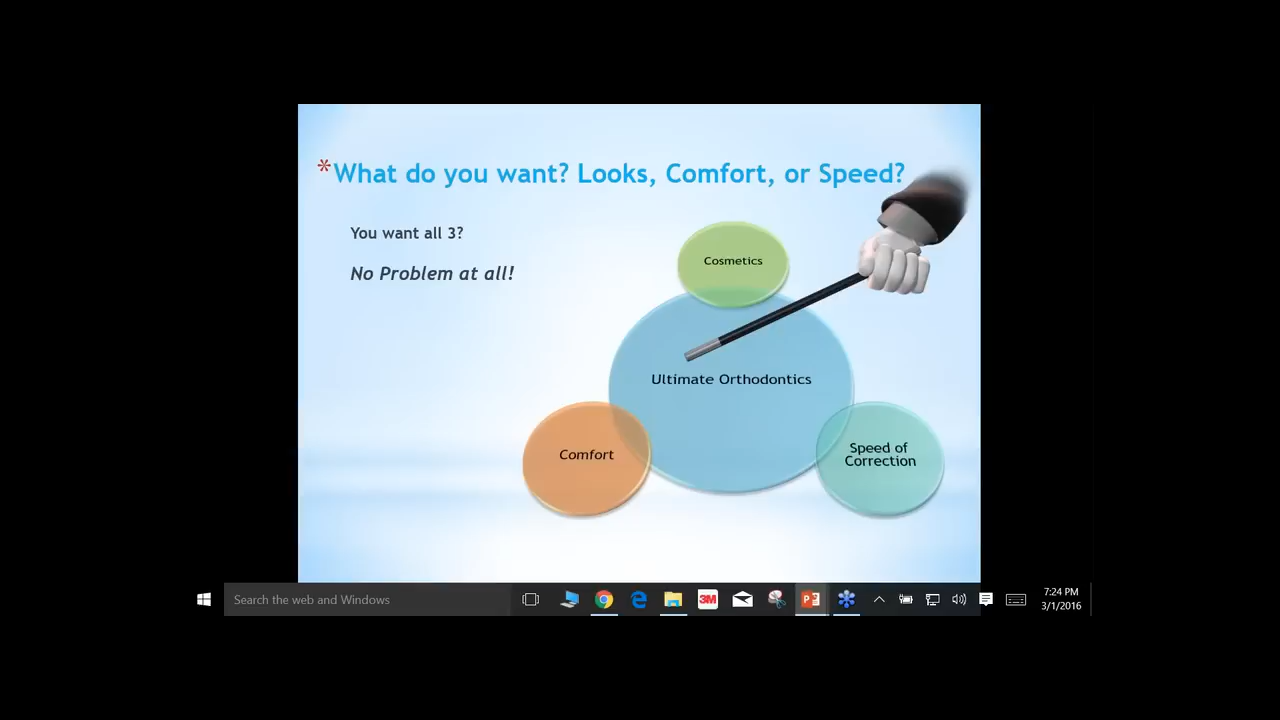 *What do you want? Looks, Comfort, or Speed?
You want all 3?
No Problem at all!
Cosmetics
Ultimate Orthodontics
Comfort
Speed of
Correction
Search the web and Windows
3M
7:24 PM
3/1/2016